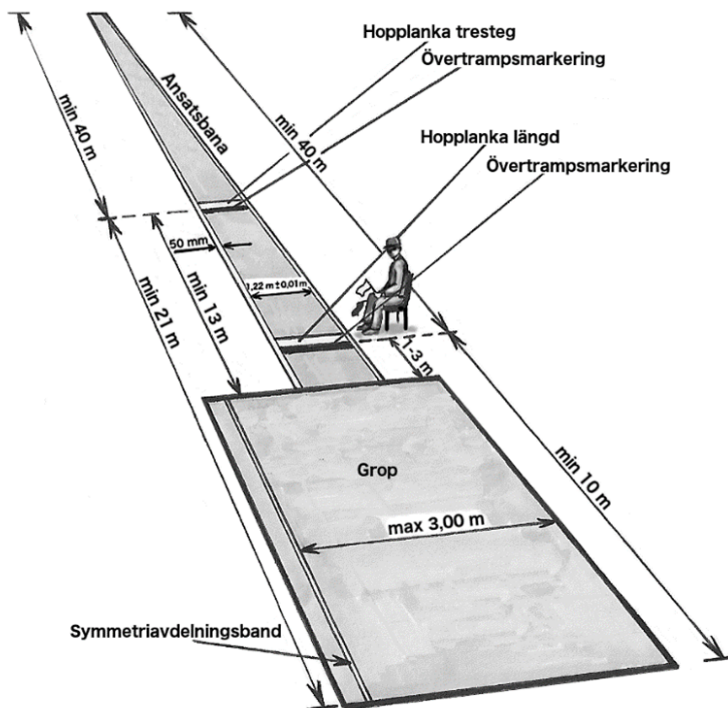 Hopplanka tresteg
Övertrampsmarkering
Ansatsbana
min 40 m
min 40 m
Hopplanka längd
Övertrampsmarkering
50 mm
1,22 m±0,01m
min 13 m
min 21 m
1-3 m
Grop
min 10 m
max 3,00 m
Symmetriavdelningsband